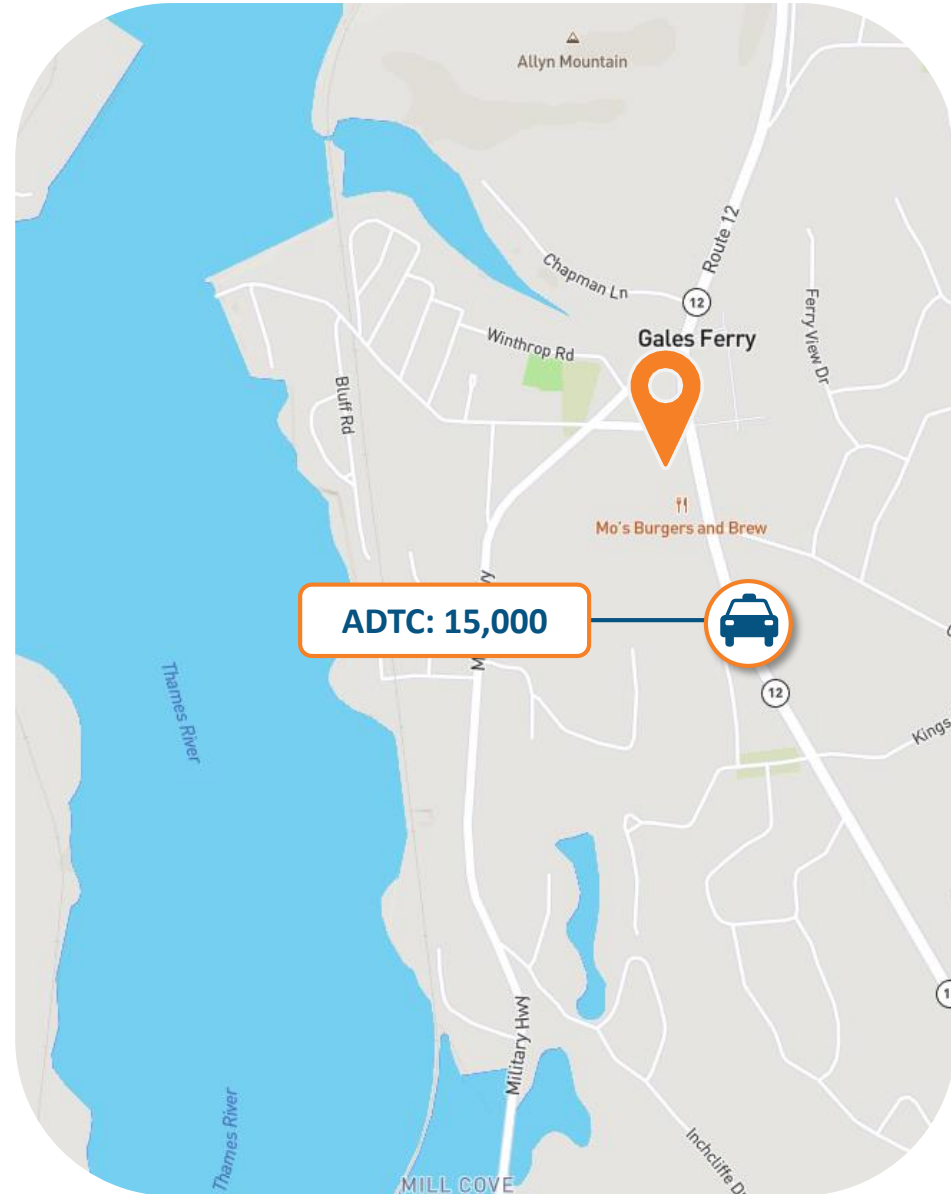 Allyn Mountain
Route 12
Chapman Ln
12
Ferry View Dr
Gales Ferry
Winthrop Rd
Bluff Rd
Mo's Burgers and Brew
ADTC: 15,000
Thames River
12
Kings
Military Hwy
Thames River
Inchcliffe Dr
MILL COVE